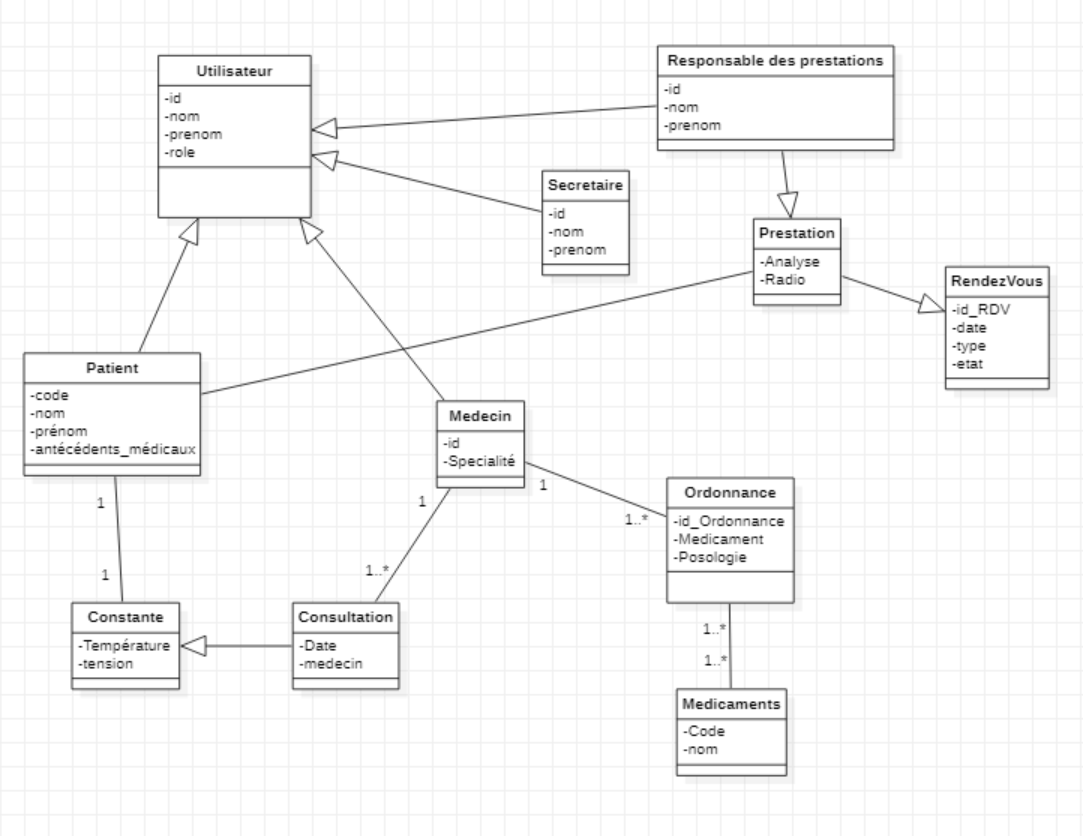 Utilisateur
-id
-nom
-prenom
-role
Responsable des prestations
-id
-nom
-prenom
Secretaire
-id
-nom
-prenom
Prestation
-Analyse
-Radio
RendezVous
-id_RDV
-date
-type
-etat
Patient
-code
-nom
-prénom
-antécédents_médicaux
Medecin
-id
-Specialité
1
1
1
1..*
Ordonnance
-id_Ordonnance
-Medicament
-Posologie
1
1..*
Constante
-Température
-tension
Consultation
-Date
-medecin
1..*
1..*
Medicaments
-Code
-nom